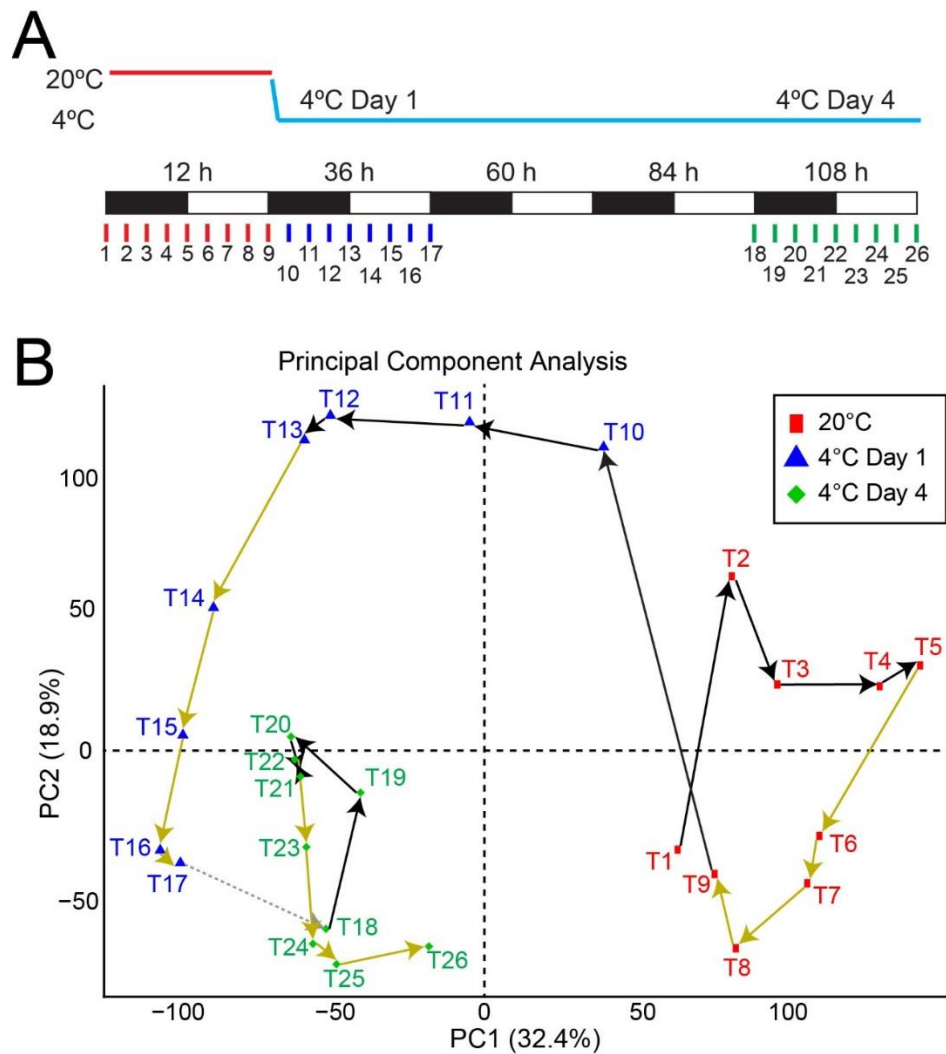 A
20ºC
4ºC Day 1
4ºC Day 4
4ºC
12 h 36 h 60 h 84 h 108 h
1 2 3 4 5 6 7 8 9 11 13 15 17 18 20 22 24 26
10 12 14 16 19 21 23 25
B
Principal Component Analysis
T12
T11
T13
T10
20°C
4°C Day 1
4°C Day 4
100
T2
T14
50
T5
T3
T4
T15
T20
0
T22
T19
T21
PC2 (18.9%)
T23
T16
T1
T6
T17
T9
T7
−50
T18
T24
T26
T25
T8
−100 −50 0 50 100
PC1 (32.4%)